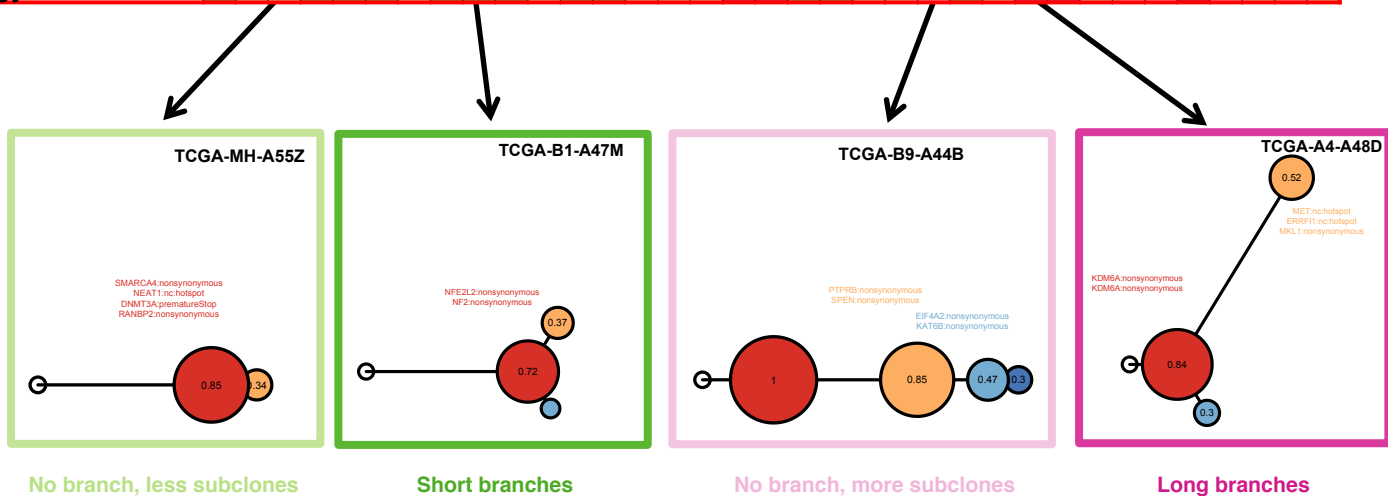 TCGA-MH-A55Z
SMARCA4:nonsynonymous
NEAT1:nc:hotspot
DNMT3A:prematureStop
RANBP2:nonsynonymous
0.85
0.34
No branch, less subclones
TCGA-B1-A47M
NFE2L2:nonsynonymous
NF2:nonsynonymous
0.37
0.72
Short branches
TCGA-B9-A44B
PTPRB:nonsynonymous
SPEN:nonsynonymous
EIF4A2:nonsynonymous
KAT6B:nonsynonymous
1
0.85
0.47
0.3
No branch, more subclones
TCGA-A4-A48D
0.52
MET:nc:hotspot
ERRFI1:nc:hotspot
MKL1:nonsynonymous
KDM6A:nonsynonymous
KDM6A:nonsynonymous
0.84
0.3
Long branches